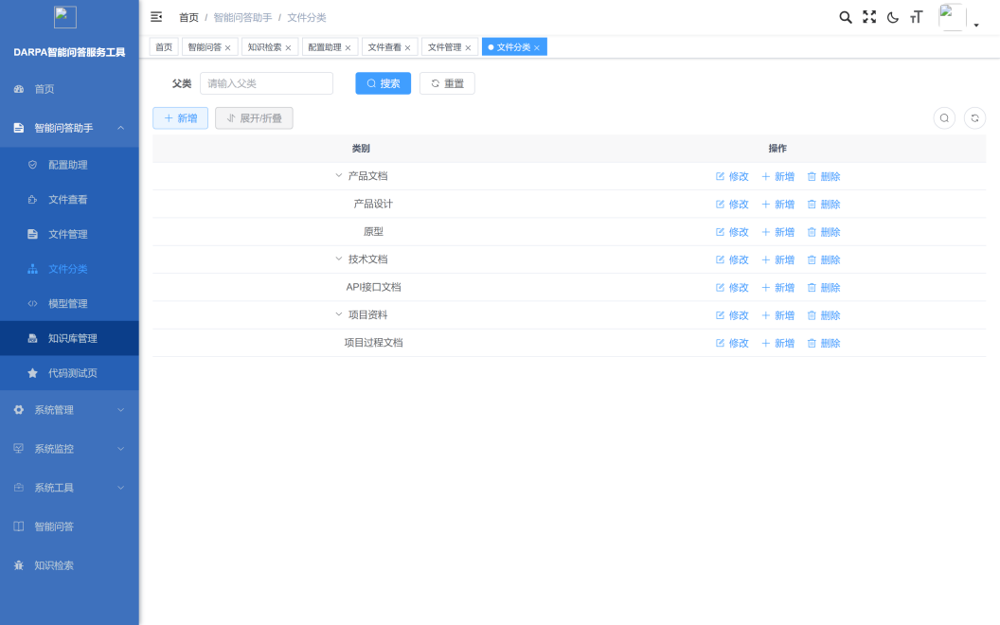 DARPA智能问答服务工具
首页
智能问答助手
配置助理
文件查看
文件管理
文件分类
模型管理
知识库管理
代码测试页
系统管理
系统监控
系统工具
智能问答
知识检索
首页 / 智能问答助手 / 文件分类
首页 智能问答 × 知识检索 × 配置助理 × 文件查看 × 文件管理 × 文件分类 ×
父类 请输入父类 搜索 重置
新增 展开/折叠
类别 操作
产品文档 修改 新增 删除
产品设计 修改 新增 删除
原型 修改 新增 删除
技术文档 修改 新增 删除
API接口文档 修改 新增 删除
项目资料 修改 新增 删除
项目过程文档 修改 新增 删除